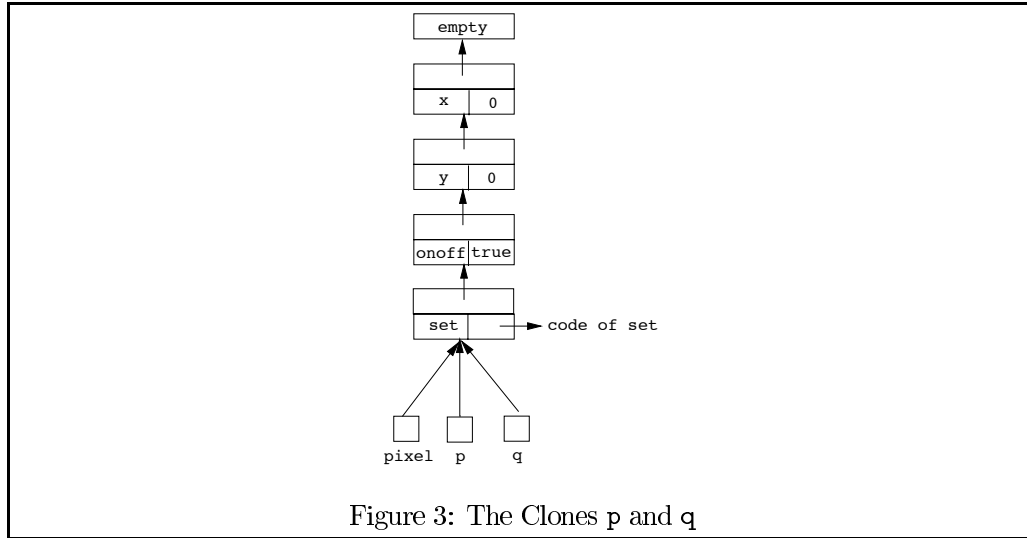 empty
x 0
y 0
onoff true
set code of set
pixel p q
Figure 3: The Clones p and q